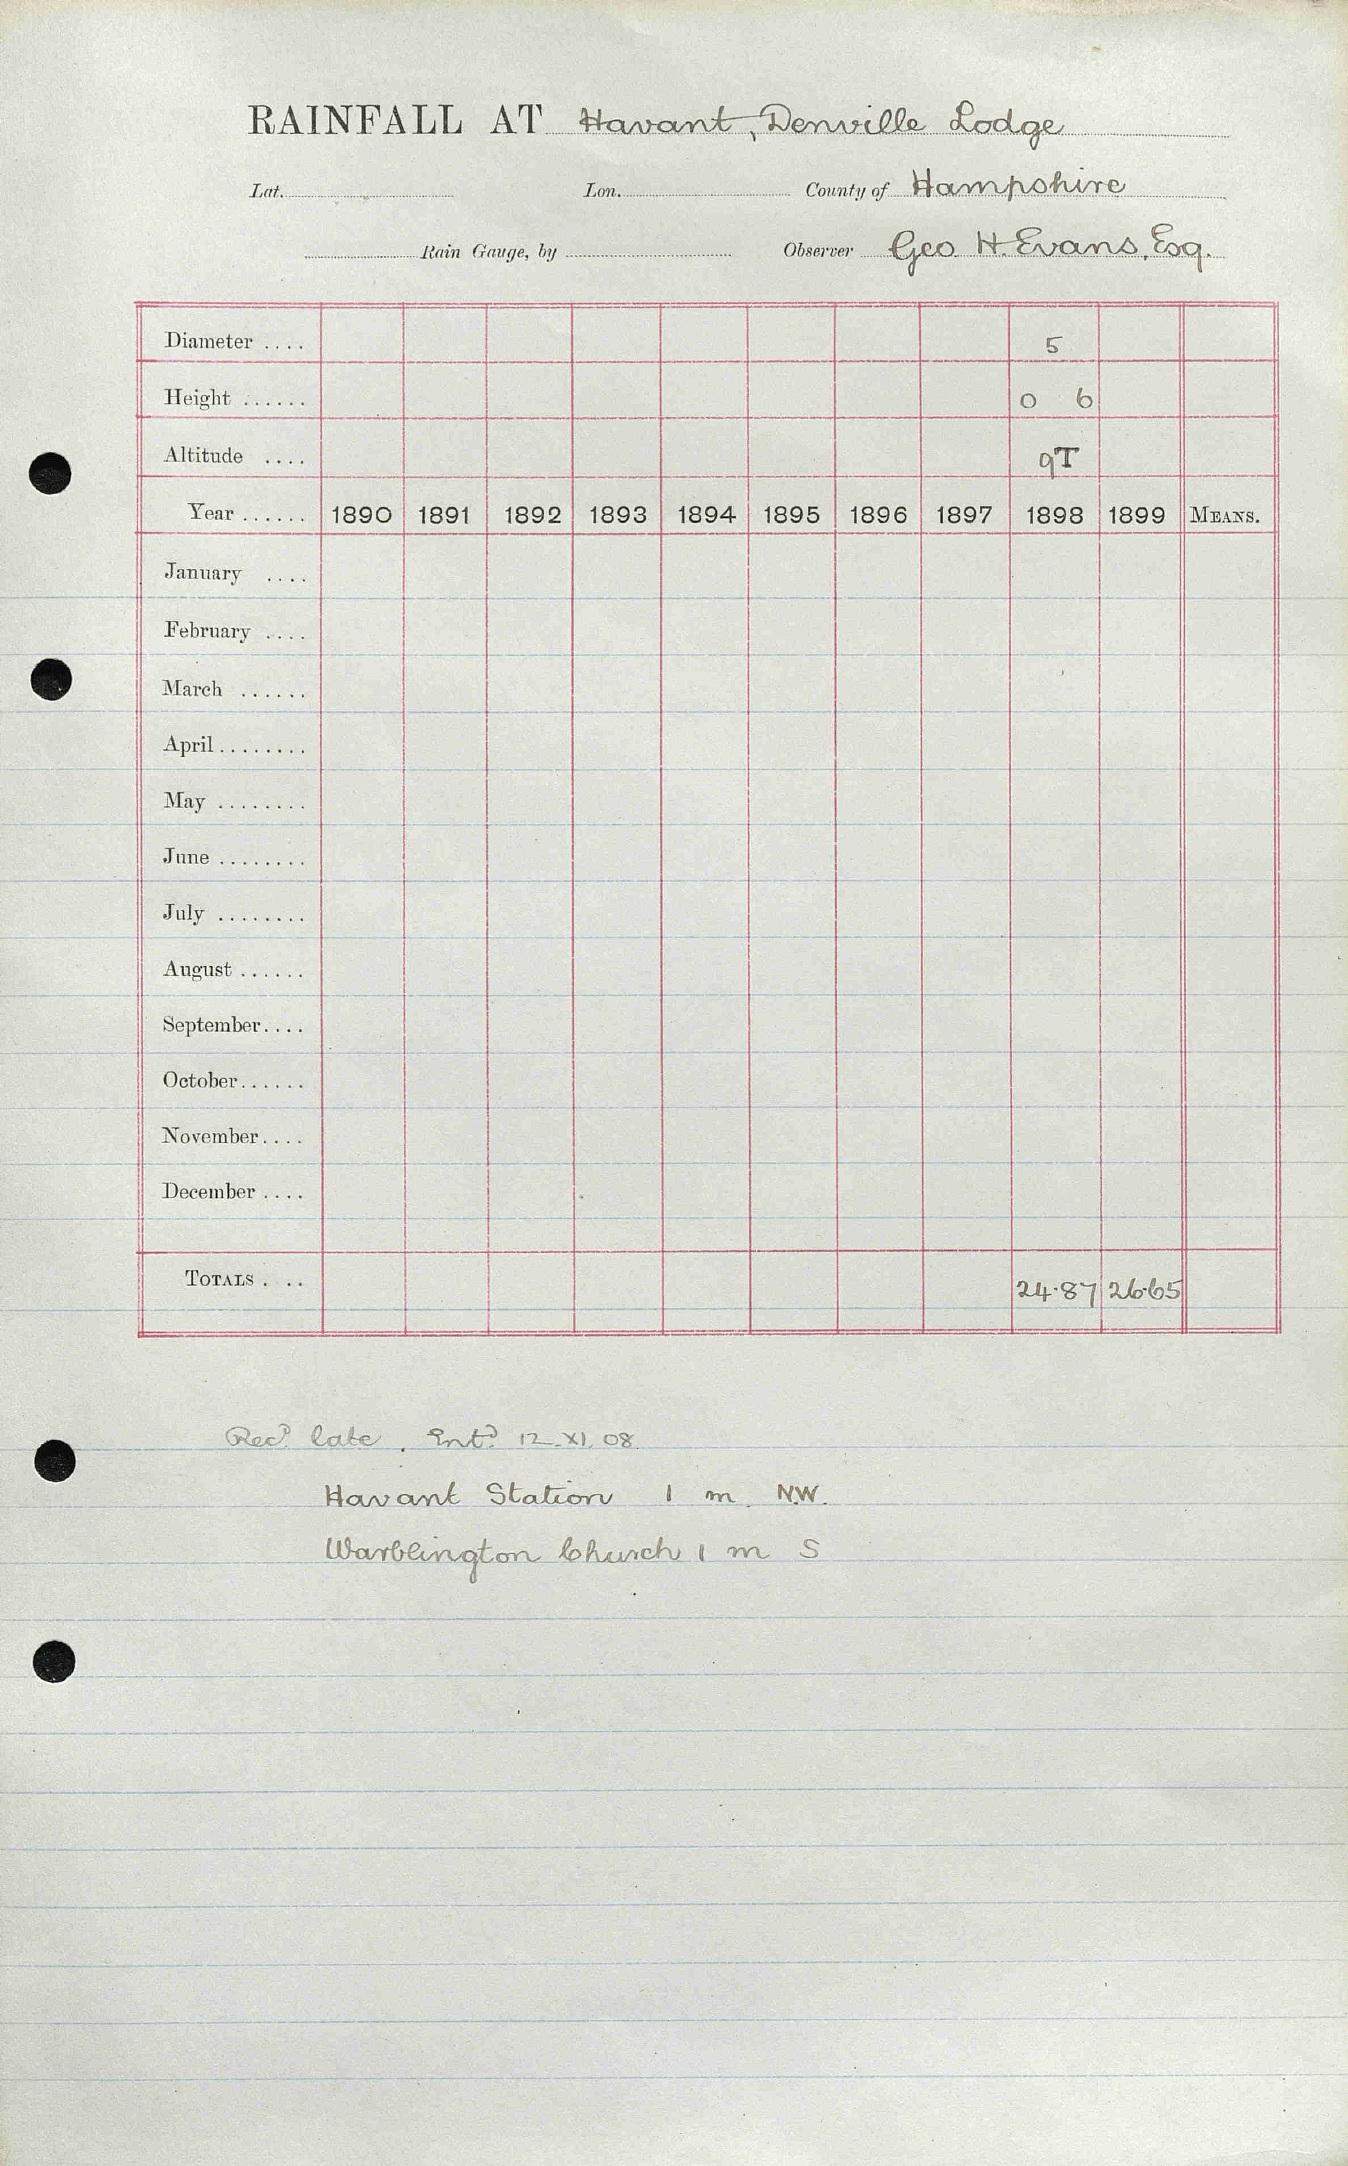 RAINFALL AT Havant, Denville Lodge
Lat. Lon. County of Hampshire
Rain Gauge, by Observer Geo H. Evans, Esq.
Diameter .... 5
Height ...... 0 6
Altitude .... 9T
Year ...... 1890 1891 1892 1893 1894 1895 1896 1897 1898 1899 MEANS.
January ....
February ....
March ......
April ........
May ........
June ........
July ........
August ......
September....
October......
November....
December ....
TOTALS . .. 24.87 26.65
Recd. late. Entd. 12.XI.08.
Havant Station 1 m. N.W.
Warblington Church 1 m S